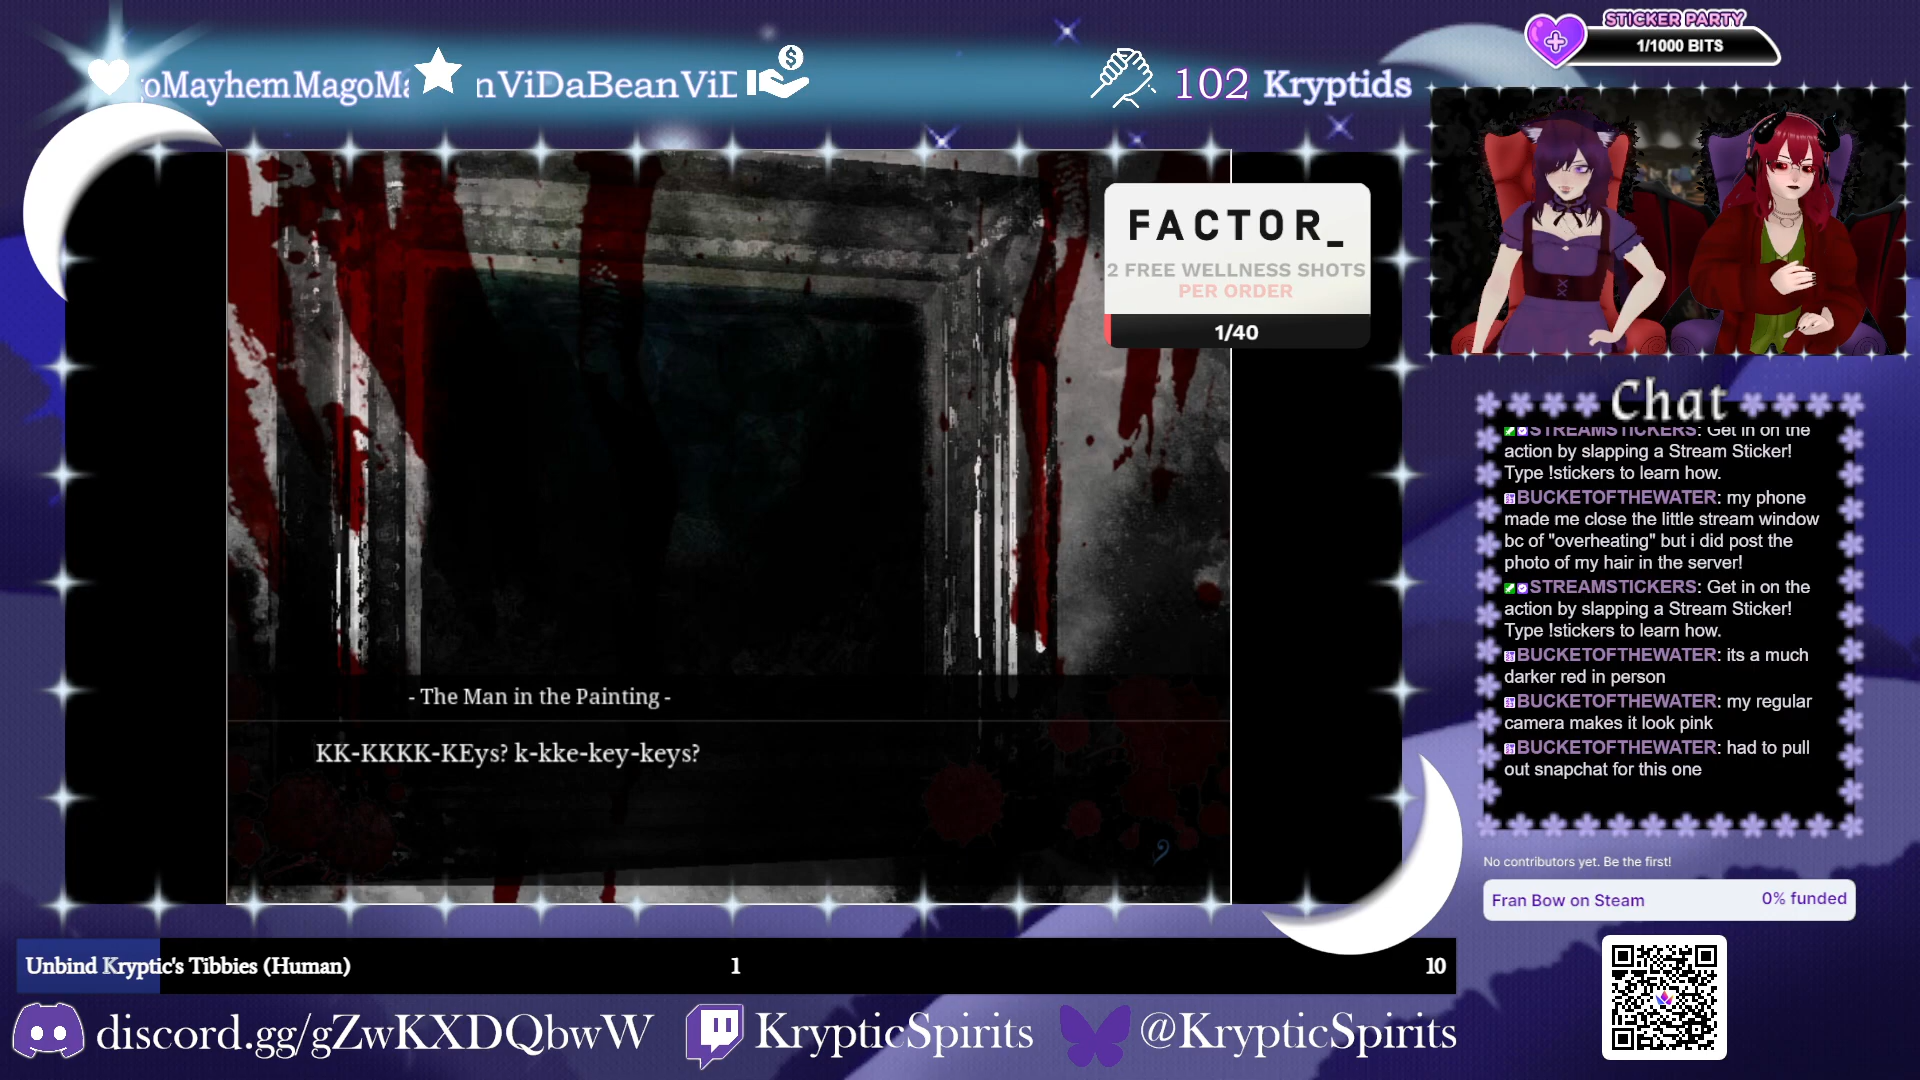 STICKER PARTY
1/1000 BITS
oMayhemMagoMa
nViDaBeanViD
102 Kryptids
FACTOR_
2 FREE WELLNESS SHOTS
PER ORDER
1/40
- The Man in the Painting -
KK-KKKK-KEys? k-kke-key-keys?
Chat
STREAMSTICKERS: Get in on the
action by slapping a Stream Sticker!
Type !stickers to learn how.
BUCKETOFTHEWATER: my phone
made me close the little stream window
bc of "overheating" but i did post the
photo of my hair in the server!
STREAMSTICKERS: Get in on the
action by slapping a Stream Sticker!
Type !stickers to learn how.
BUCKETOFTHEWATER: its a much
darker red in person
BUCKETOFTHEWATER: my regular
camera makes it look pink
BUCKETOFTHEWATER: had to pull
out snapchat for this one
No contributors yet. Be the first!
Fran Bow on Steam 0% funded
Unbind Kryptic's Tibbies (Human) 1 10
discord.gg/gZwKXDQbwW KrypticSpirits @KrypticSpirits